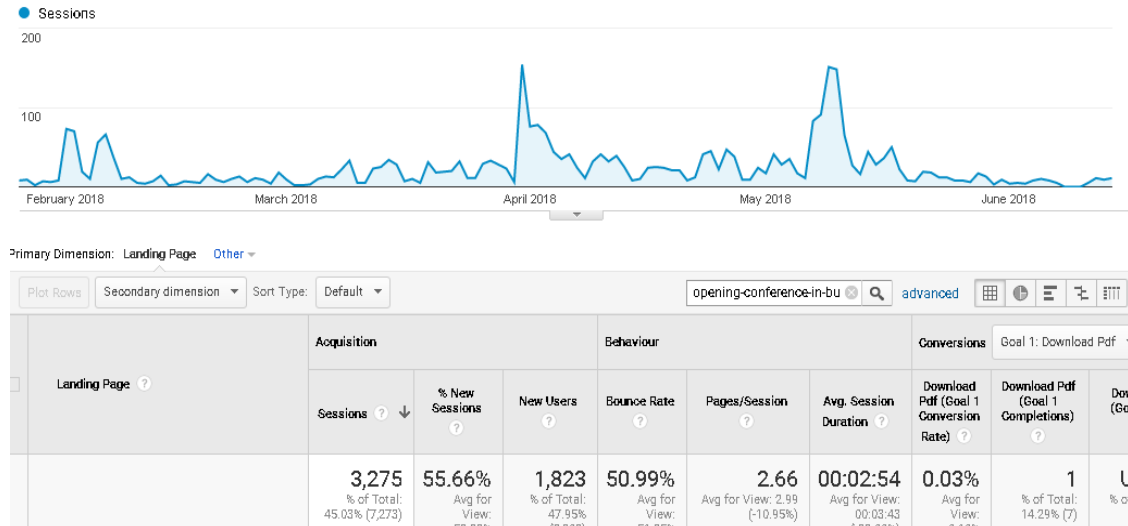 Sessions
200
100
February 2018 March 2018 April 2018 May 2018 June 2018
Primary Dimension: Landing Page Other
Plot Rows Secondary dimension Sort Type: Default opening-conference-in-bu advanced
Acquisition Behaviour Conversions Goal 1: Download Pdf
Landing Page ?
Sessions ? % New Sessions ? New Users ? Bounce Rate ? Pages/Session ? Avg. Session Duration ? Download Pdf (Goal 1 Conversion Rate) ? Download Pdf (Goal 1 Completions) ?
3,275 55.66% 1,823 50.99% 2.66 00:02:54 0.03% 1
% of Total: Avg for % of Total: Avg for Avg for View: 2.99 Avg for View: Avg for % of Total:
45.03% (7,273) View: 47.95% View: (-10.95%) 00:03:43 View: 14.29% (7)